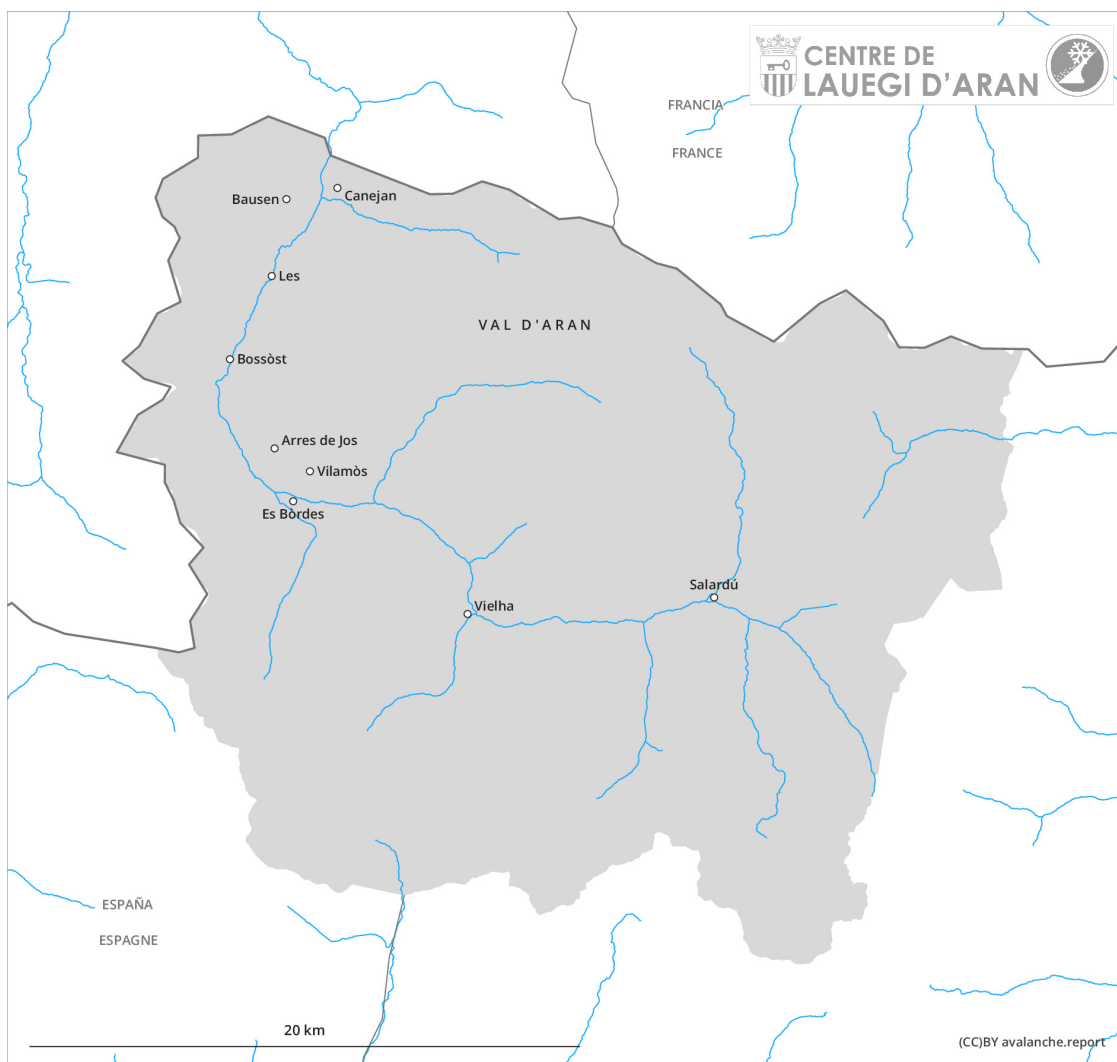 CENTRE DE
LAUEGI D'ARAN
FRANCIA
FRANCE
Bausen
Canejan
Les
VAL D'ARAN
Bossòst
Arres de Jos
Vilamòs
Es Bòrdes
Salardú
Vielha
ESPAÑA
ESPAGNE
20 km
(CC)BY avalanche.report